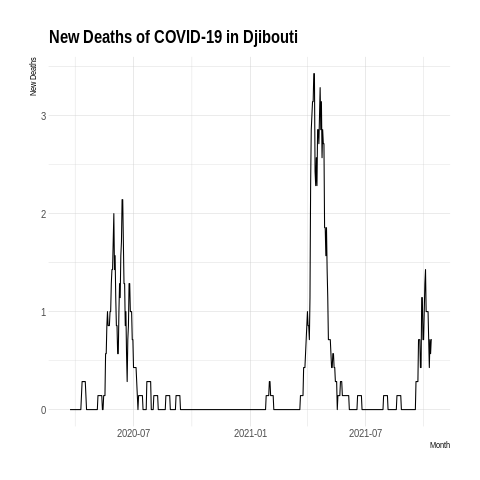 New Deaths of COVID-19 in Djibouti
New Deaths
3
2
1
0
2020-07
2021-01
2021-07
Month